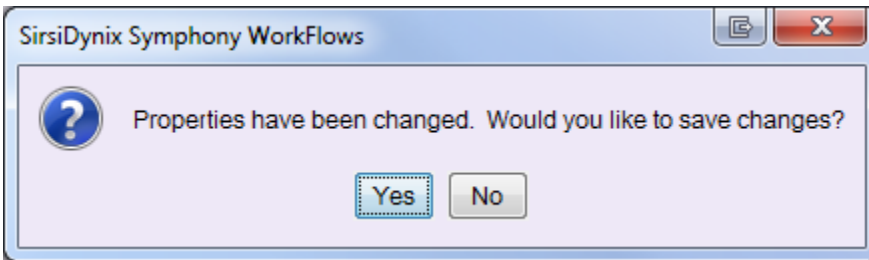 SirsiDynix Symphony WorkFlows
Properties have been changed.  Would you like to save changes?
Yes No